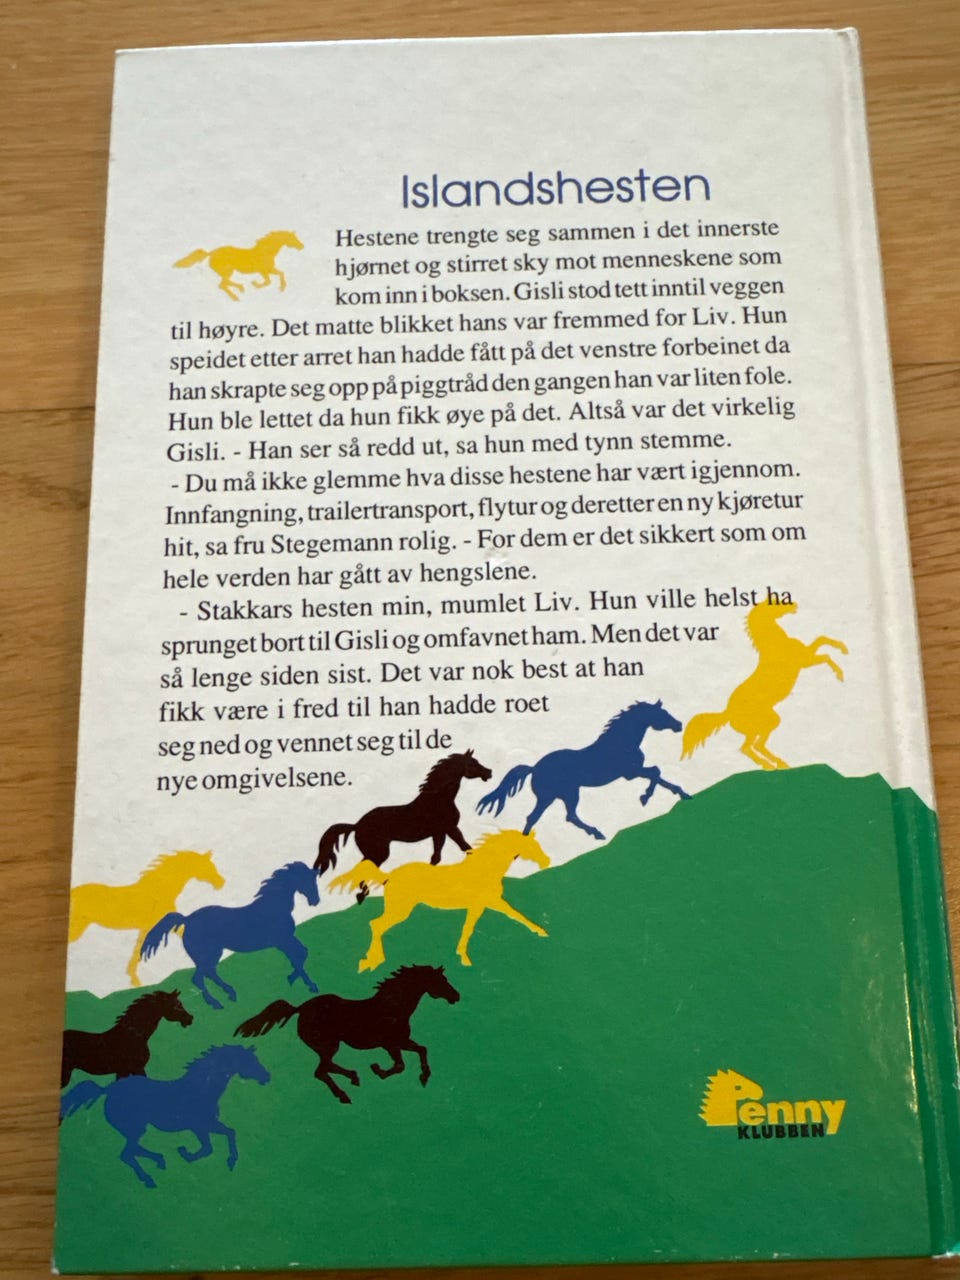 Islandshesten
Hestene trengte seg sammen i det innerste
hjørnet og stirret sky mot menneskene som
kom inn i boksen. Gisli stod tett inntil veggen
til høyre. Det matte blikket hans var fremmed for Liv. Hun
speidet etter arret han hadde fått på det venstre forbeinet da
han skrapte seg opp på piggtråd den gangen han var liten fole.
Hun ble lettet da hun fikk øye på det. Altså var det virkelig
Gisli. - Han ser så redd ut, sa hun med tynn stemme.
- Du må ikke glemme hva disse hestene har vært igjennom.
Innfangning, trailertransport, flytur og deretter en ny kjøretur
hit, sa fru Stegemann rolig. - For dem er det sikkert som om
hele verden har gått av hengslene.
- Stakkars hesten min, mumlet Liv. Hun ville helst ha
sprunget bort til Gisli og omfavnet ham. Men det var
så lenge siden sist. Det var nok best at han
fikk være i fred til han hadde roet
seg ned og vennet seg til de
nye omgivelsene.
Penny
KLUBBEN